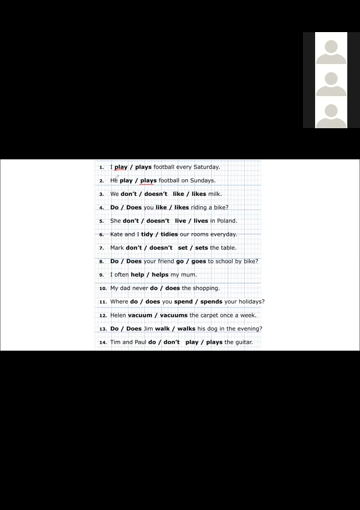 1. I play / plays football every Saturday.
2. He play / plays football on Sundays.
3. We don't / doesn't like / likes milk.
4. Do / Does you like / likes riding a bike?
5. She don't / doesn't live / lives in Poland.
6. Kate and I tidy / tidies our rooms everyday.
7. Mark don't / doesn't set / sets the table.
8. Do / Does your friend go / goes to school by bike?
9. I often help / helps my mum.
10. My dad never do / does the shopping.
11. Where do / does you spend / spends your holidays?
12. Helen vacuum / vacuums the carpet once a week.
13. Do / Does Jim walk / walks his dog in the evening?
14. Tim and Paul do / don't play / plays the guitar.